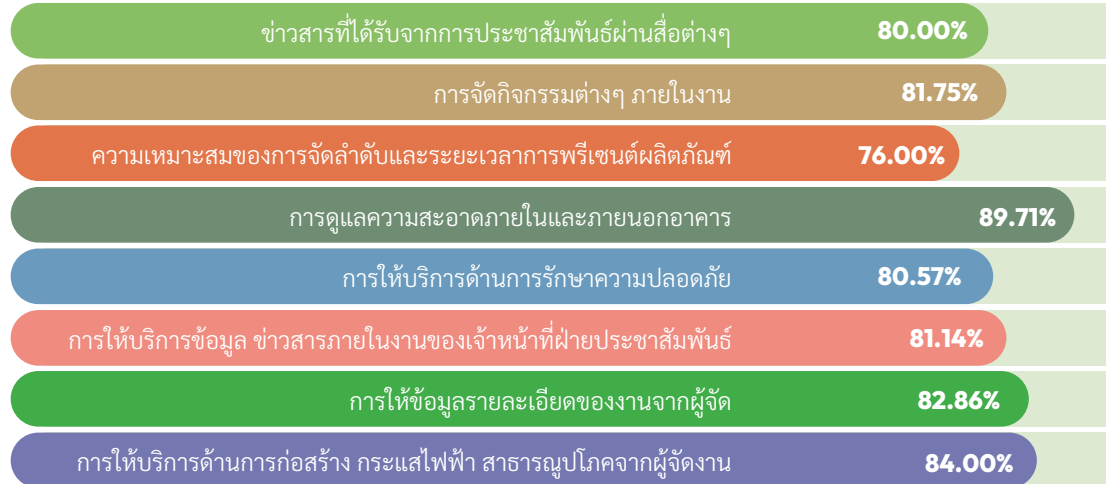 ข่าวสารที่ได้รับจากการประชาสัมพันธ์ผ่านสื่อต่างๆ 80.00%
การจัดกิจกรรมต่างๆ ภายในงาน 81.75%
ความเหมาะสมของการจัดลำดับและระยะเวลาการพรีเซนต์ผลิตภัณฑ์ 76.00%
การดูแลความสะอาดภายในและภายนอกอาคาร 89.71%
การให้บริการด้านการรักษาความปลอดภัย 80.57%
การให้บริการข้อมูล ข่าวสารภายในงานของเจ้าหน้าที่ฝ่ายประชาสัมพันธ์ 81.14%
การให้ข้อมูลรายละเอียดของงานจากผู้จัด 82.86%
การให้บริการด้านการก่อสร้าง กระแสไฟฟ้า สาธารณูปโภคจากผู้จัดงาน 84.00%